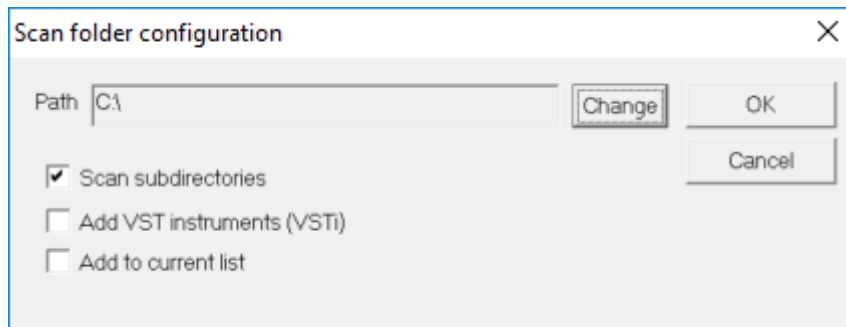 Scan folder configuration
Path C:\ Change OK
Cancel
Scan subdirectories
Add VST instruments (VSTi)
Add to current list